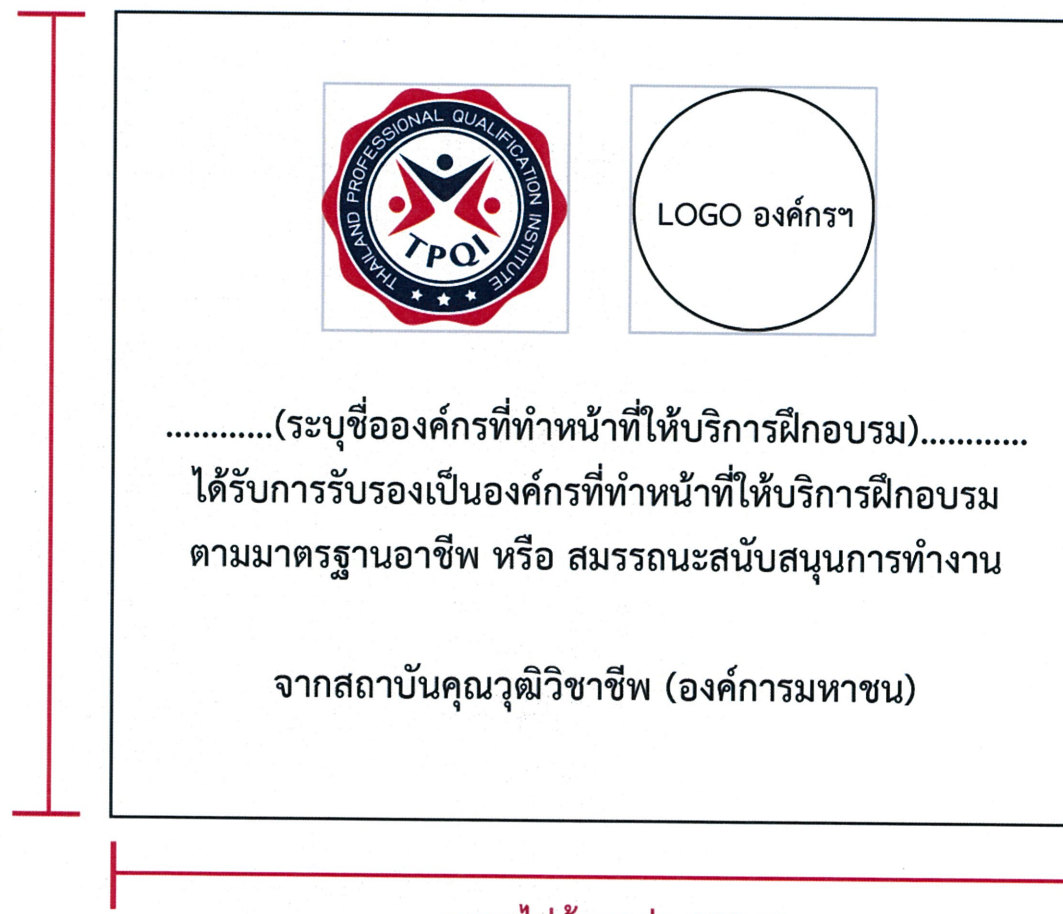 THAILAND PROFESSIONAL QUALIFICATION INSTITUTE
TPQI
LOGO องค์กรฯ
............(ระบุชื่อองค์กรที่ทำหน้าที่ให้บริการฝึกอบรม)............
ได้รับการรับรองเป็นองค์กรที่ทำหน้าที่ให้บริการฝึกอบรม
ตามมาตรฐานอาชีพ หรือ สมรรถนะสนับสนุนการทำงาน
จากสถาบันคุณวุฒิวิชาชีพ (องค์การมหาชน)